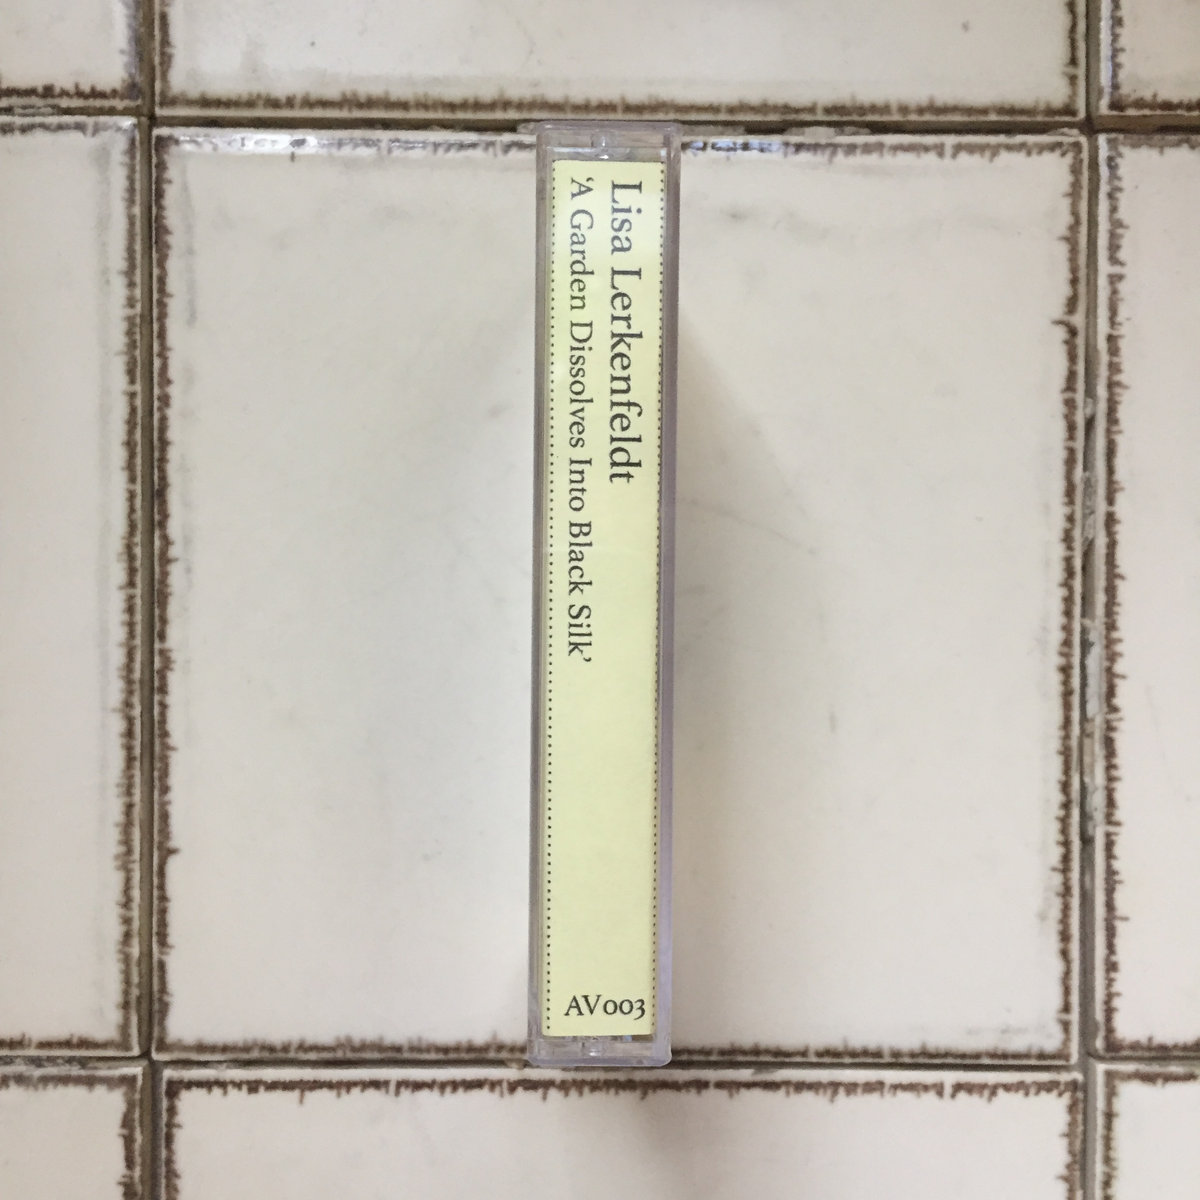 Lisa Lerkenfeldt
‘A Garden Dissolves Into Black Silk’
AV003